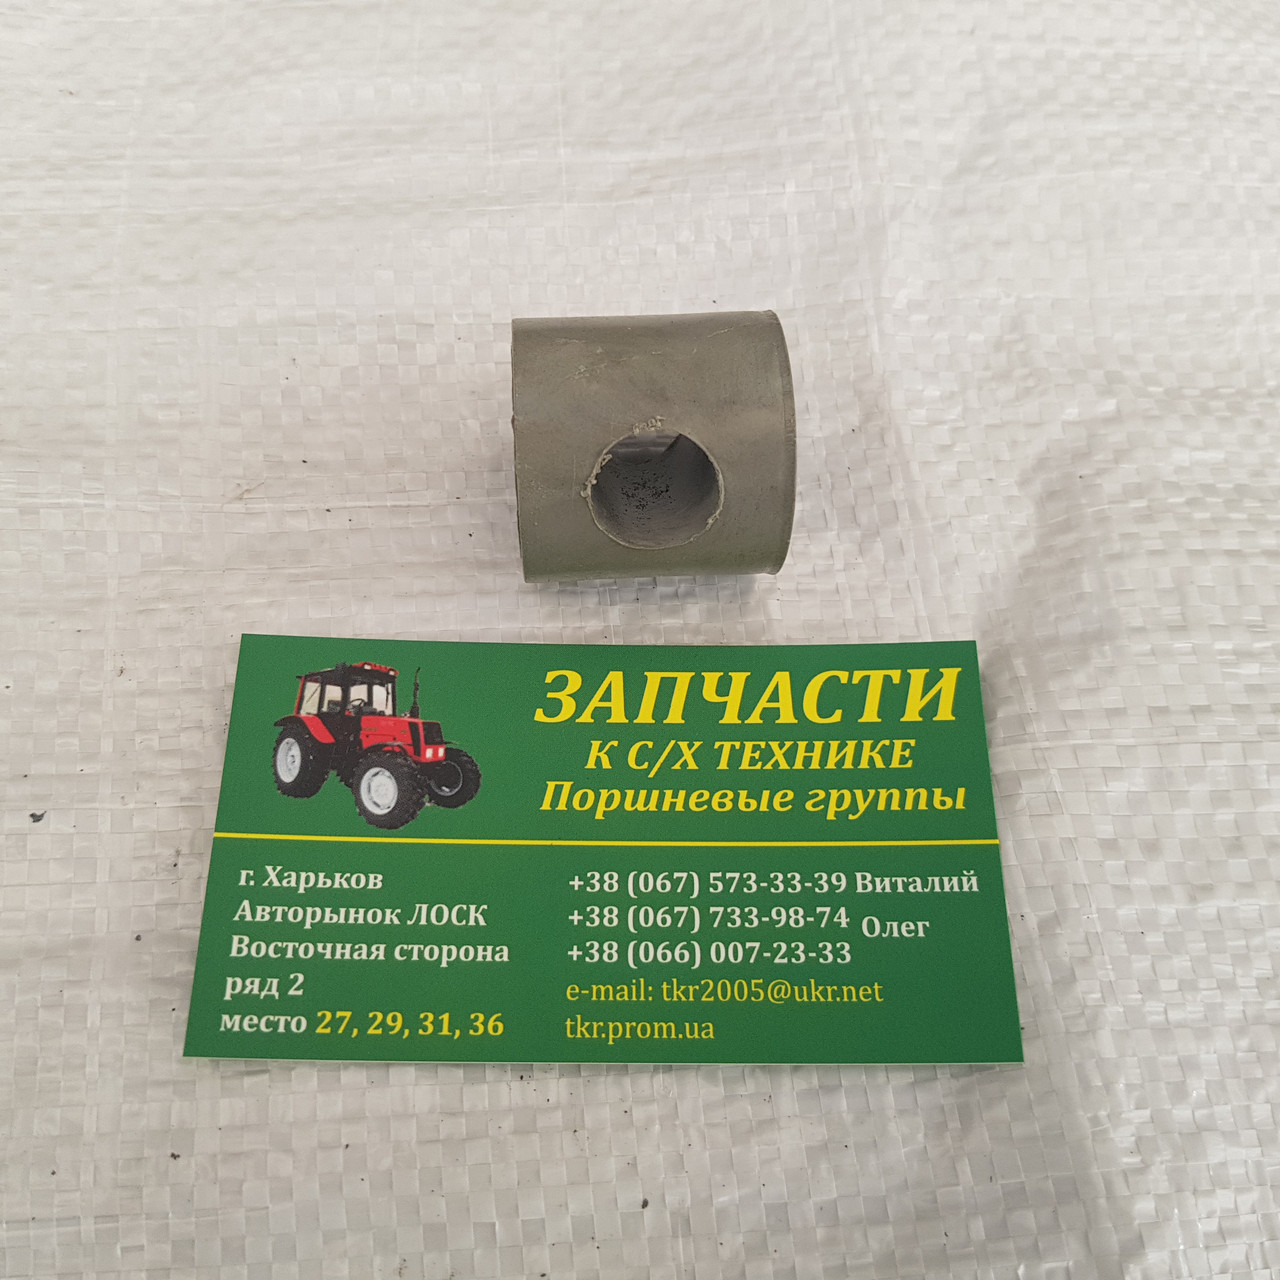 ЗАПЧАСТИ
К С/Х ТЕХНИКЕ
Поршневые группы
г. Харьков
Авторынок ЛОСК
Восточная сторона
ряд 2
место 27, 29, 31, 36
+38 (067) 573-33-39 Виталий
+38 (067) 733-98-74 Олег
+38 (066) 007-23-33
e-mail: tkr2005@ukr.net
tkr.prom.ua